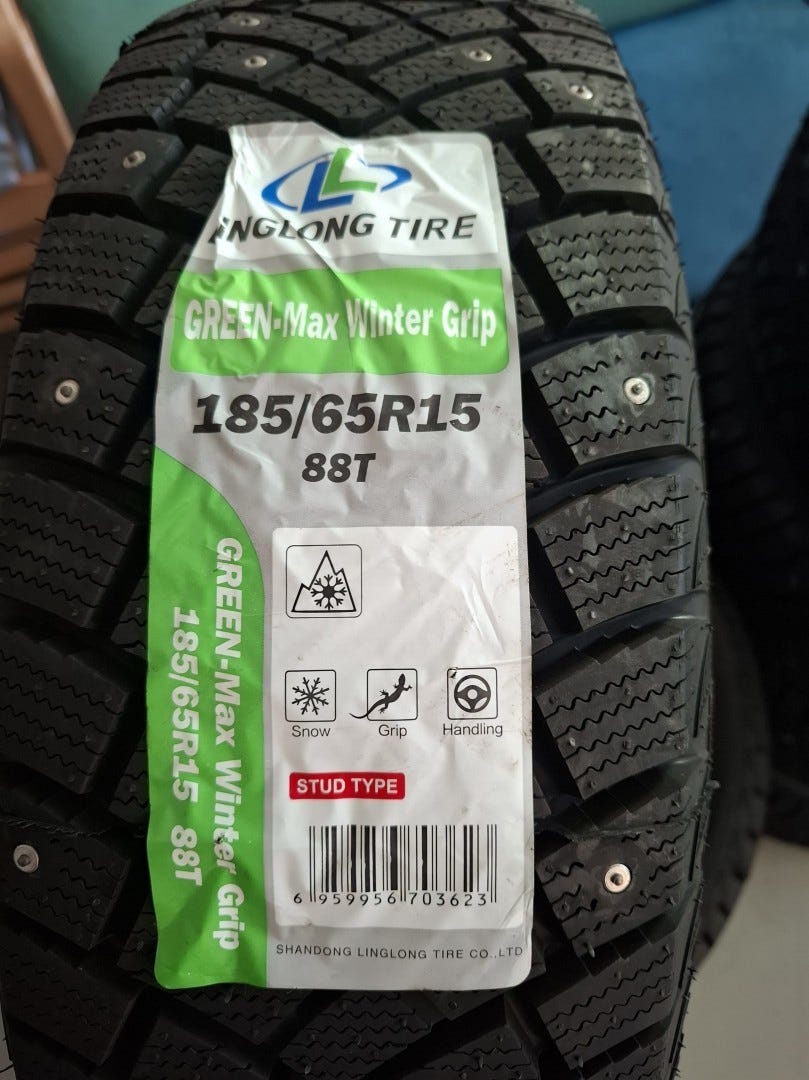 LINGLONG TIRE
GREEN-Max Winter Grip
185/65R15
88T
GREEN-Max Winter Grip
185/65R15 88T
Snow
Grip
Handling
STUD TYPE
6 959956 703623
SHANDONG LINGLONG TIRE CO.,LTD